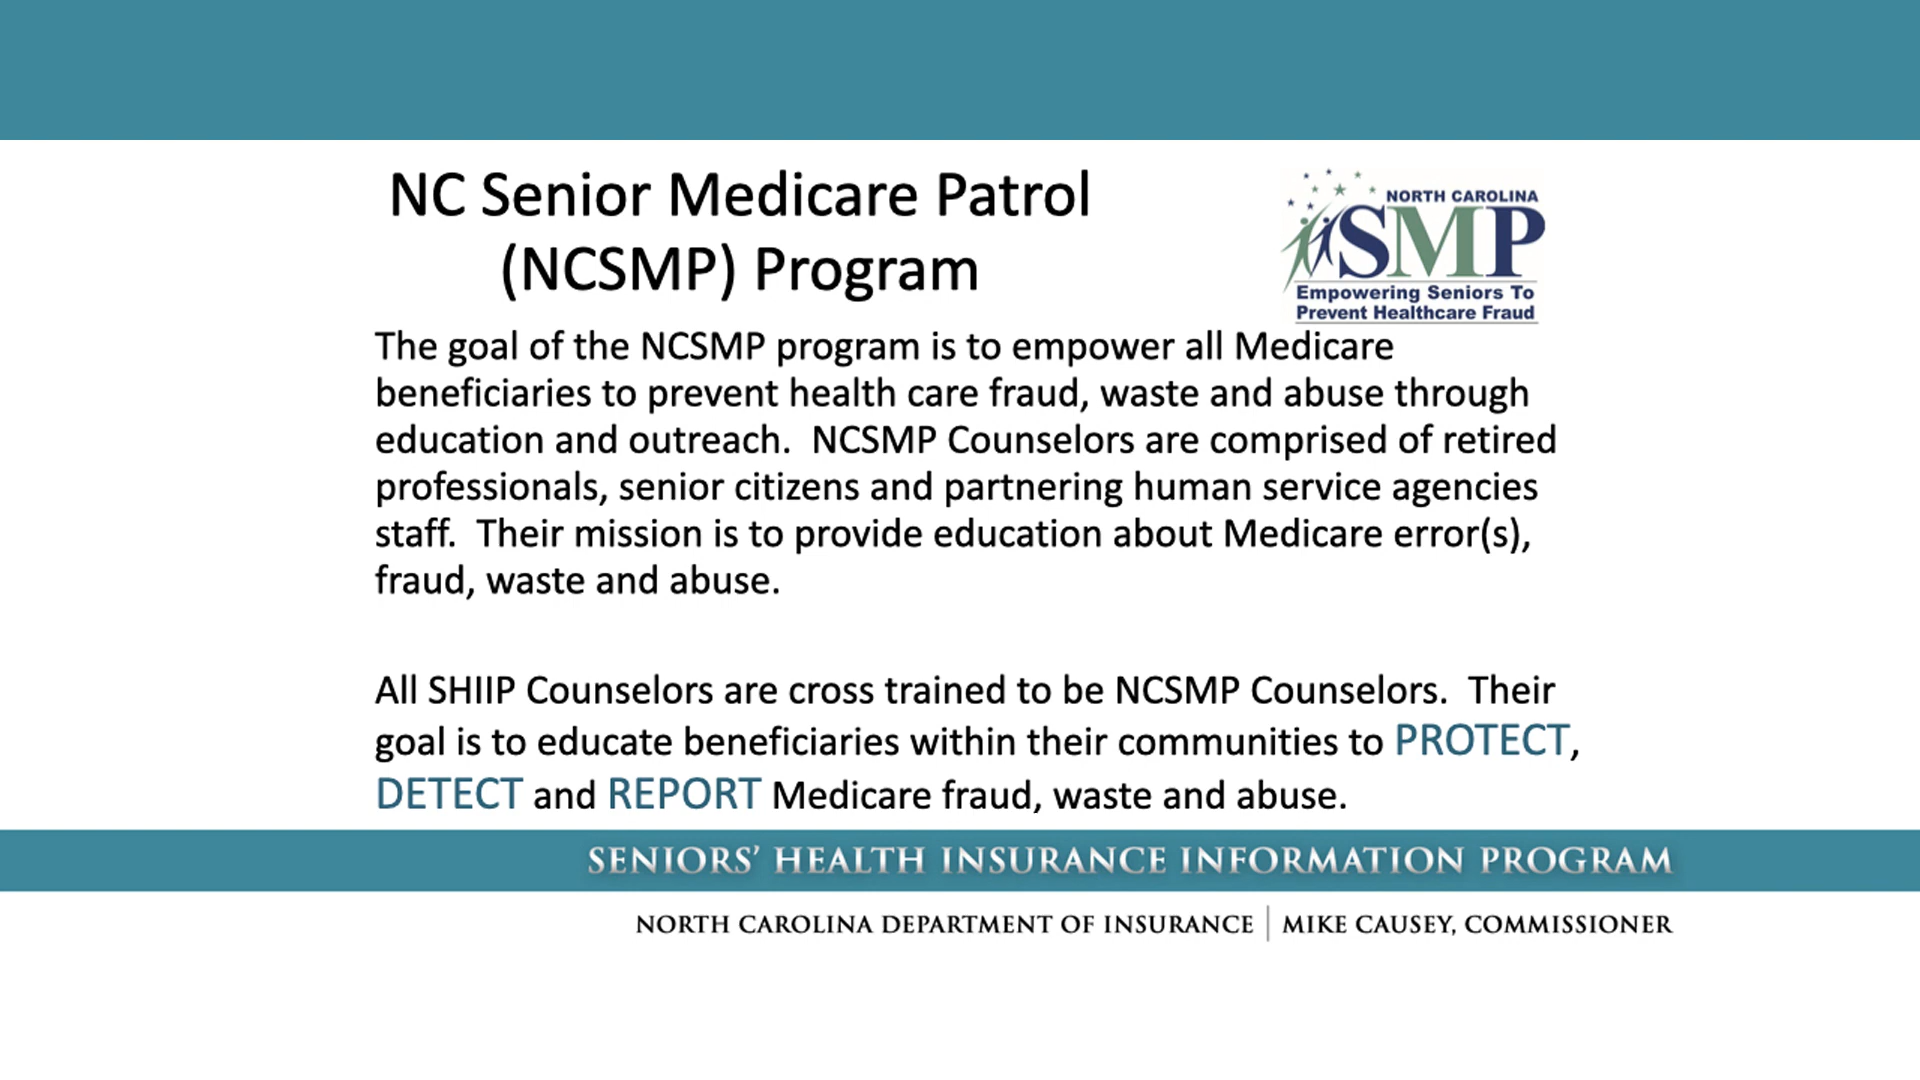 NC Senior Medicare Patrol
(NCSMP) Program
NORTH CAROLINA
SMP
Empowering Seniors To
Prevent Healthcare Fraud
The goal of the NCSMP program is to empower all Medicare
beneficiaries to prevent health care fraud, waste and abuse through
education and outreach.  NCSMP Counselors are comprised of retired
professionals, senior citizens and partnering human service agencies
staff.  Their mission is to provide education about Medicare error(s),
fraud, waste and abuse.
All SHIIP Counselors are cross trained to be NCSMP Counselors.  Their
goal is to educate beneficiaries within their communities to PROTECT,
DETECT and REPORT Medicare fraud, waste and abuse.
SENIORS’ HEALTH INSURANCE INFORMATION PROGRAM
NORTH CAROLINA DEPARTMENT OF INSURANCE | MIKE CAUSEY, COMMISSIONER